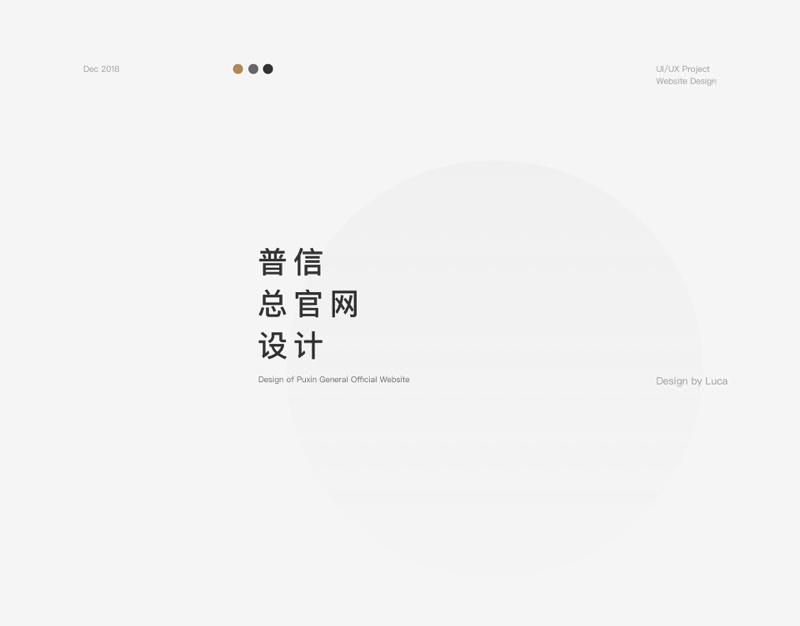 Dec 2018
UI/UX Project
Website Design
普信
总官网
设计
Design of Puxin General Official Website
Design by Luca